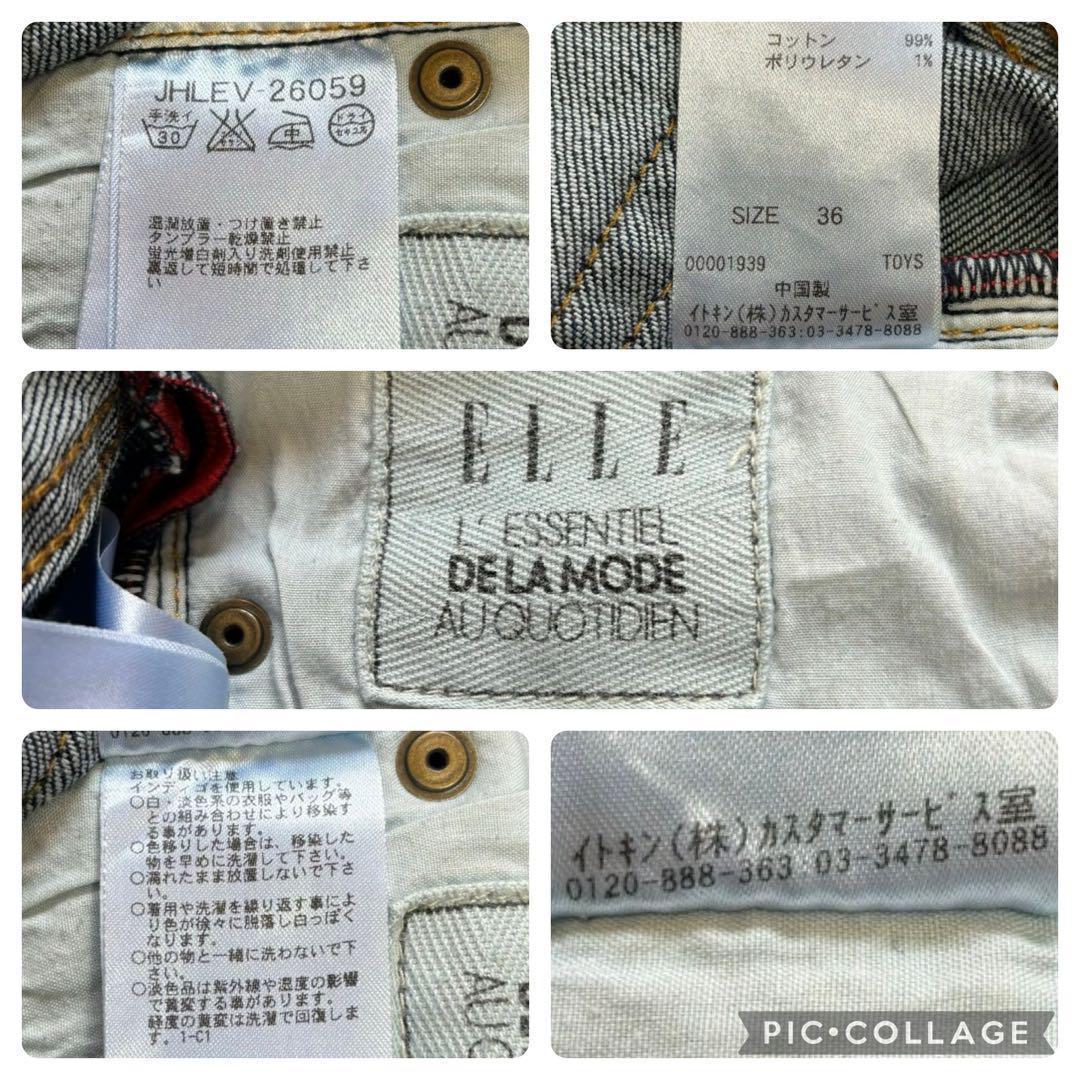 JHLEV-26059
手洗イ
30
中
ドライ
セキユ系
湿潤放置・つけ置き禁止
タンブラー乾燥禁止
蛍光増白剤入り洗剤使用禁止
裏返して短時間で処理して下さ
い
コットン 99%
ポリウレタン 1%
SIZE 36
00001939 TOYS
中国製
イトキン(株)カスタマーサービス室
0120-888-363:03-3478-8088
ELLE
L'ESSENTIEL
DE LA MODE
AU QUOTIDIEN
お取り扱い注意
インディゴを使用しています。
○白・淡色系の衣服やバッグ等
との組み合わせにより移染す
る事があります。
○色移りした場合は、移染した
物を早めに洗濯して下さい。
○濡れたまま放置しないで下さ
い。
○着用や洗濯を繰り返す事によ
り色が徐々に脱落し白っぽく
なります。
○他の物と一緒に洗わないで下
さい。
○淡色品は紫外線や湿度の影響
で黄変する事があります。
軽度の黄変は洗濯で回復しま
す。1-C1
イトキン(株)カスタマーサービス室
0120-888-363 03-3478-8088
PIC•COLLAGE